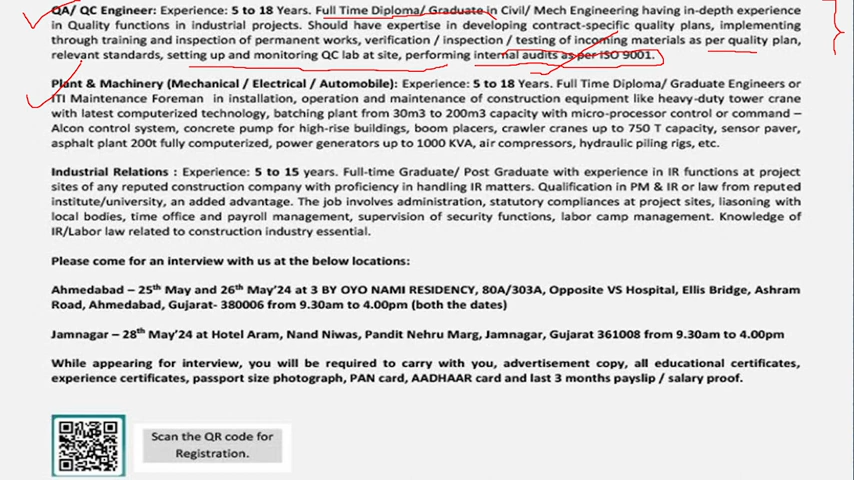 QA/ QC Engineer: Experience: 5 to 18 Years. Full Time Diploma/ Graduate in Civil/ Mech Engineering having in-depth experience
in Quality functions in industrial projects. Should have expertise in developing contract-specific quality plans, implementing
through training and inspection of permanent works, verification / inspection / testing of incoming materials as per quality plan,
relevant standards, setting up and monitoring QC lab at site, performing internal audits as per ISO 9001.
Plant & Machinery (Mechanical / Electrical / Automobile): Experience: 5 to 18 Years. Full Time Diploma/ Graduate Engineers or
ITI Maintenance Foreman in installation, operation and maintenance of construction equipment like heavy-duty tower crane
with latest computerized technology, batching plant from 30m3 to 200m3 capacity with micro-processor control or command –
Alcon control system, concrete pump for high-rise buildings, boom placers, crawler cranes up to 750 T capacity, sensor paver,
asphalt plant 200t fully computerized, power generators up to 1000 KVA, air compressors, hydraulic piling rigs, etc.
Industrial Relations : Experience: 5 to 15 years. Full-time Graduate/ Post Graduate with experience in IR functions at project
sites of any reputed construction company with proficiency in handling IR matters. Qualification in PM & IR or law from reputed
institute/university, an added advantage. The job involves administration, statutory compliances at project sites, liasoning with
local bodies, time office and payroll management, supervision of security functions, labor camp management. Knowledge of
IR/Labor law related to construction industry essential.
Please come for an interview with us at the below locations:
Ahmedabad – 25th May and 26th May'24 at 3 BY OYO NAMI RESIDENCY, 80A/303A, Opposite VS Hospital, Ellis Bridge, Ashram
Road, Ahmedabad, Gujarat- 380006 from 9.30am to 4.00pm (both the dates)
Jamnagar – 28th May'24 at Hotel Aram, Nand Niwas, Pandit Nehru Marg, Jamnagar, Gujarat 361008 from 9.30am to 4.00pm
While appearing for interview, you will be required to carry with you, advertisement copy, all educational certificates,
experience certificates, passport size photograph, PAN card, AADHAAR card and last 3 months payslip / salary proof.
Scan the QR code for
Registration.